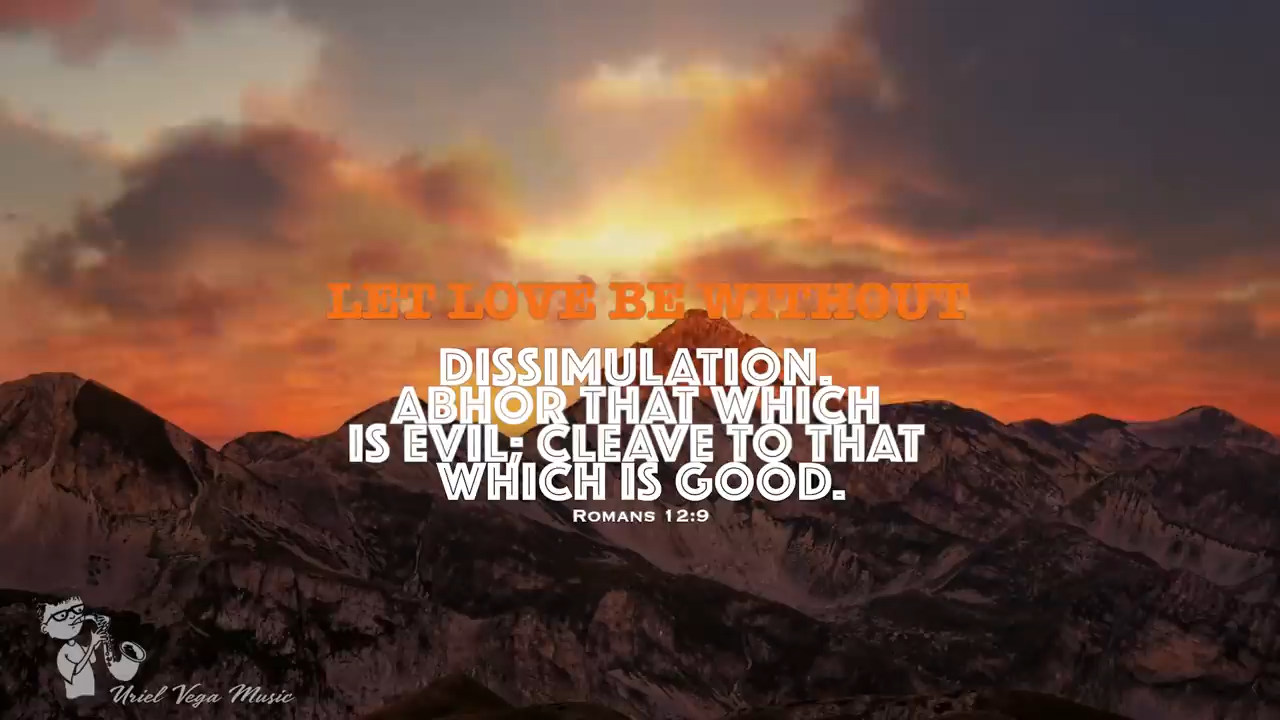 LET LOVE BE WITHOUT
DISSIMULATION.
ABHOR THAT WHICH
IS EVIL; CLEAVE TO THAT
WHICH IS GOOD.
Romans 12:9
Uriel Vega Music